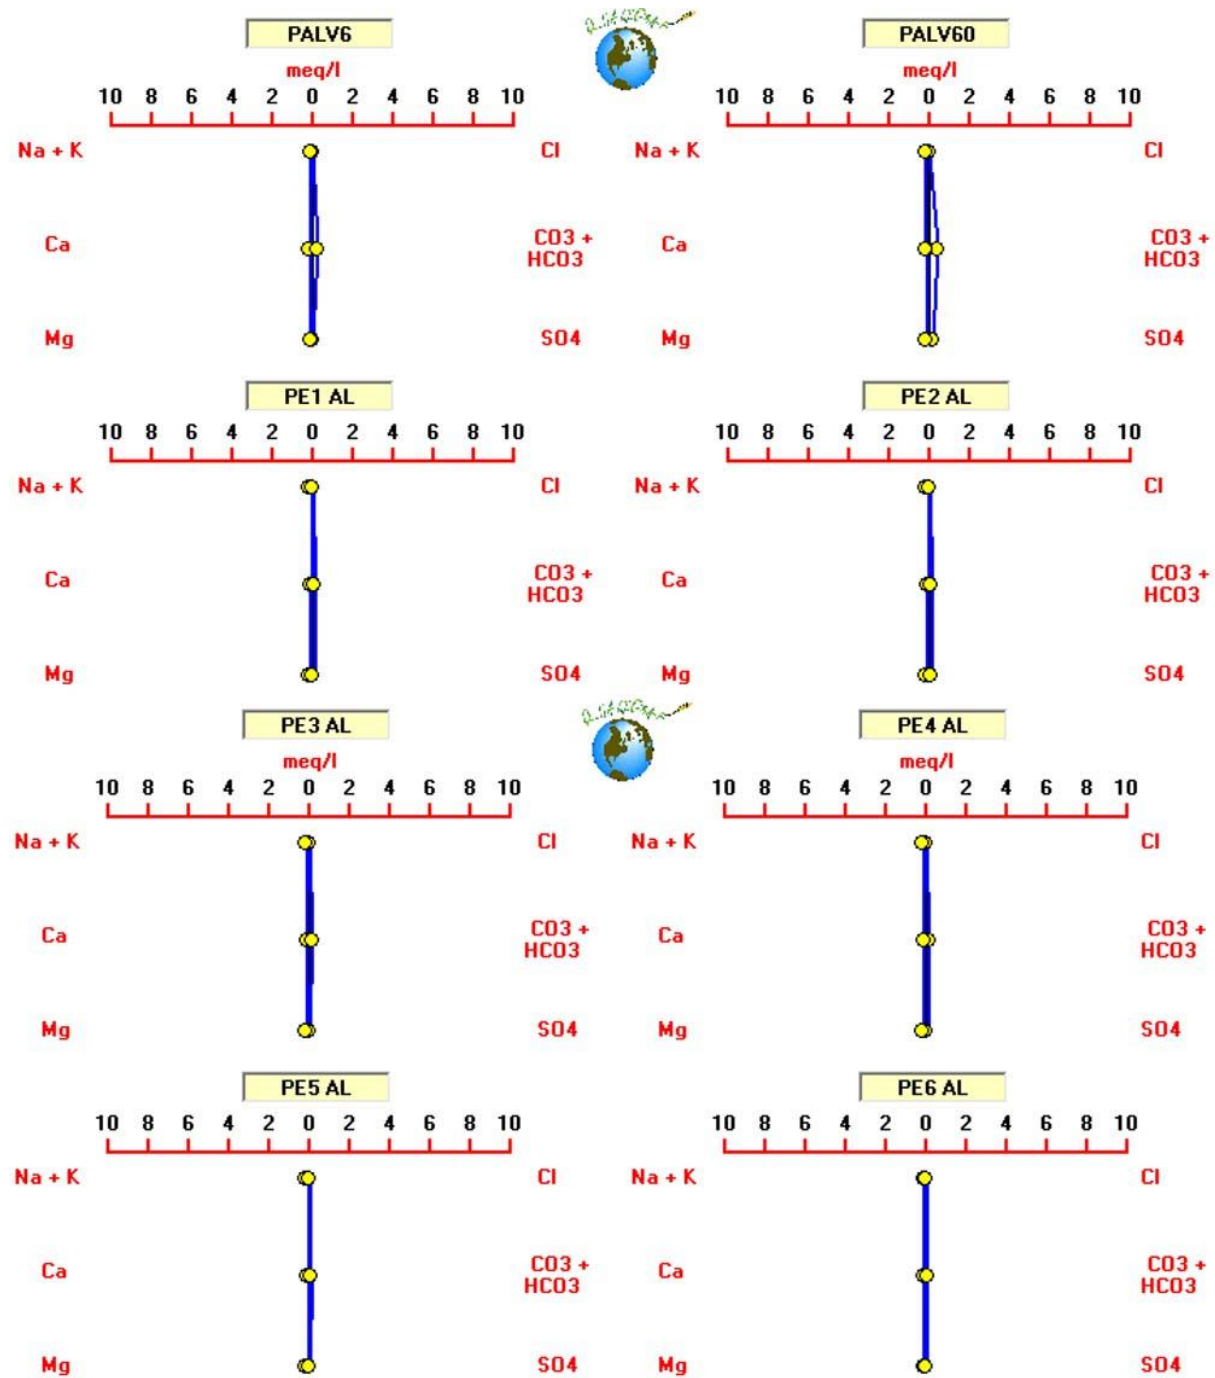 PALV6 PALV60
meq/l meq/l
10 8 6 4 2 0 2 4 6 8 10 10 8 6 4 2 0 2 4 6 8 10
Na + K Cl Na + K Cl
Ca CO3 + Ca CO3 +
HCO3 HCO3
Mg SO4 Mg SO4
PE1 AL PE2 AL
10 8 6 4 2 0 2 4 6 8 10 10 8 6 4 2 0 2 4 6 8 10
Na + K Cl Na + K Cl
Ca CO3 + Ca CO3 +
HCO3 HCO3
Mg SO4 Mg SO4
PE3 AL PE4 AL
meq/l meq/l
10 8 6 4 2 0 2 4 6 8 10 10 8 6 4 2 0 2 4 6 8 10
Na + K Cl Na + K Cl
Ca CO3 + Ca CO3 +
HCO3 HCO3
Mg SO4 Mg SO4
PE5 AL PE6 AL
10 8 6 4 2 0 2 4 6 8 10 10 8 6 4 2 0 2 4 6 8 10
Na + K Cl Na + K Cl
Ca CO3 + Ca CO3 +
HCO3 HCO3
Mg SO4 Mg SO4